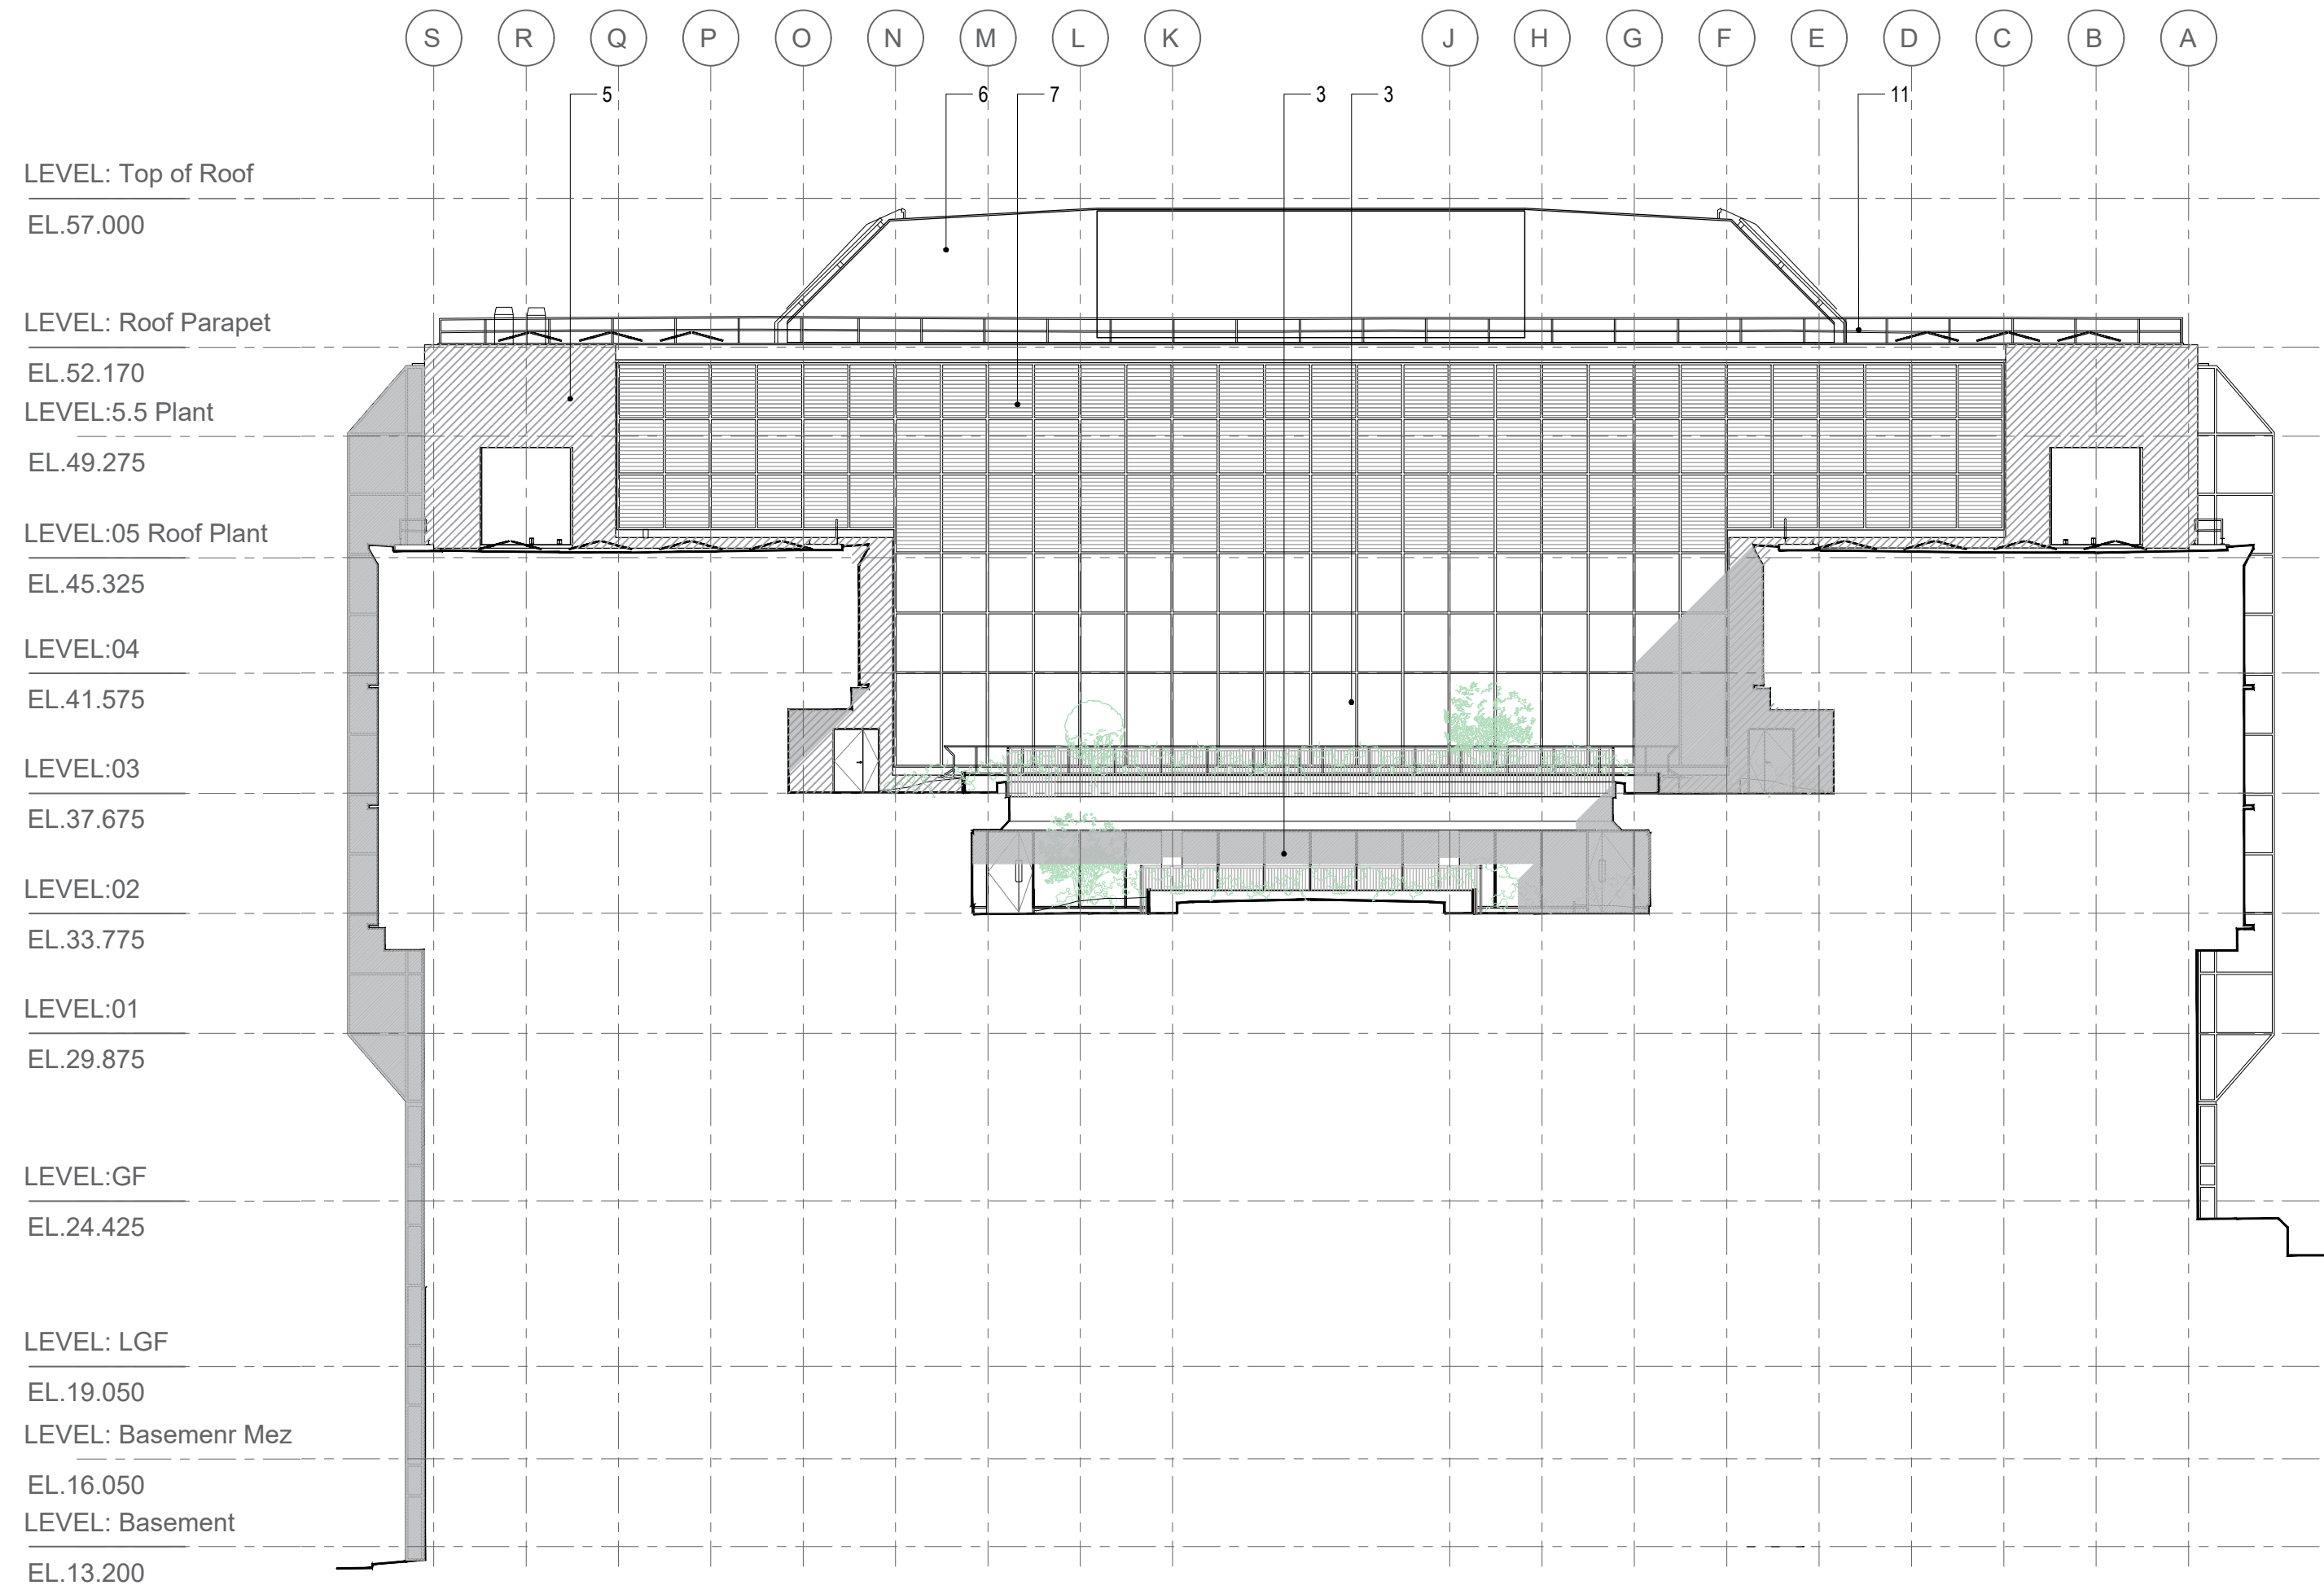 S R Q P O N M L K J H G F E D C B A
5 6 7 3 3 11
LEVEL: Top of Roof
EL.57.000
LEVEL: Roof Parapet
EL.52.170
LEVEL:5.5 Plant
EL.49.275
LEVEL:05 Roof Plant
EL.45.325
LEVEL:04
EL.41.575
LEVEL:03
EL.37.675
LEVEL:02
EL.33.775
LEVEL:01
EL.29.875
LEVEL:GF
EL.24.425
LEVEL: LGF
EL.19.050
LEVEL: Basemenr Mez
EL.16.050
LEVEL: Basement
EL.13.200